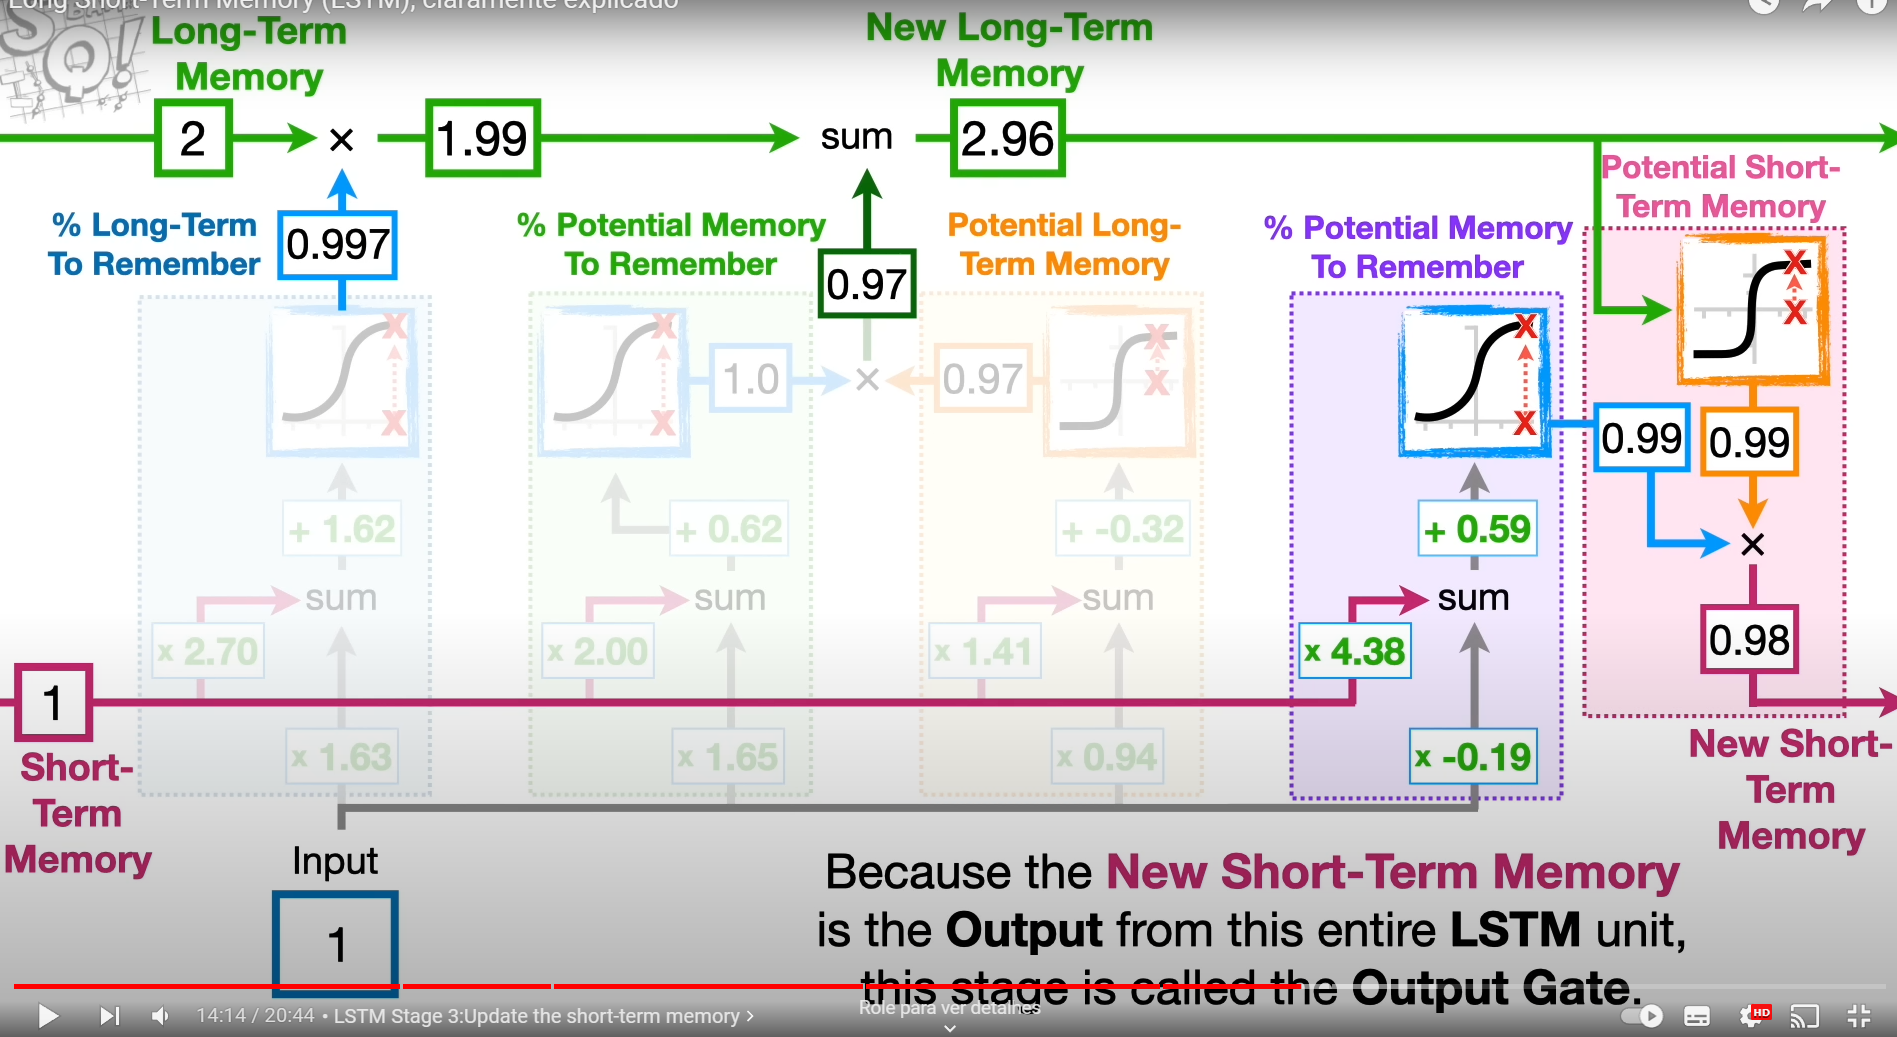 Long Short-Term Memory (LSTM), claramente explicado
Long-Term
Memory
New Long-Term
Memory
2
×
1.99
sum
2.96
Potential Short-
Term Memory
% Long-Term
To Remember
0.997
% Potential Memory
To Remember
0.97
Potential Long-
Term Memory
% Potential Memory
To Remember
1.0
×
0.97
0.99
0.99
+ 1.62
+ 0.62
+ -0.32
+ 0.59
×
sum
sum
sum
sum
x 2.70
x 2.00
x 1.41
x 4.38
0.98
1
Short-
Term
Memory
x 1.63
x 1.65
x 0.94
x -0.19
New Short-
Term
Memory
Input
1
Because the New Short-Term Memory
is the Output from this entire LSTM unit,
this stage is called the Output Gate.
Role para ver detalhes
14:14 / 20:44 • LSTM Stage 3:Update the short-term memory
HD